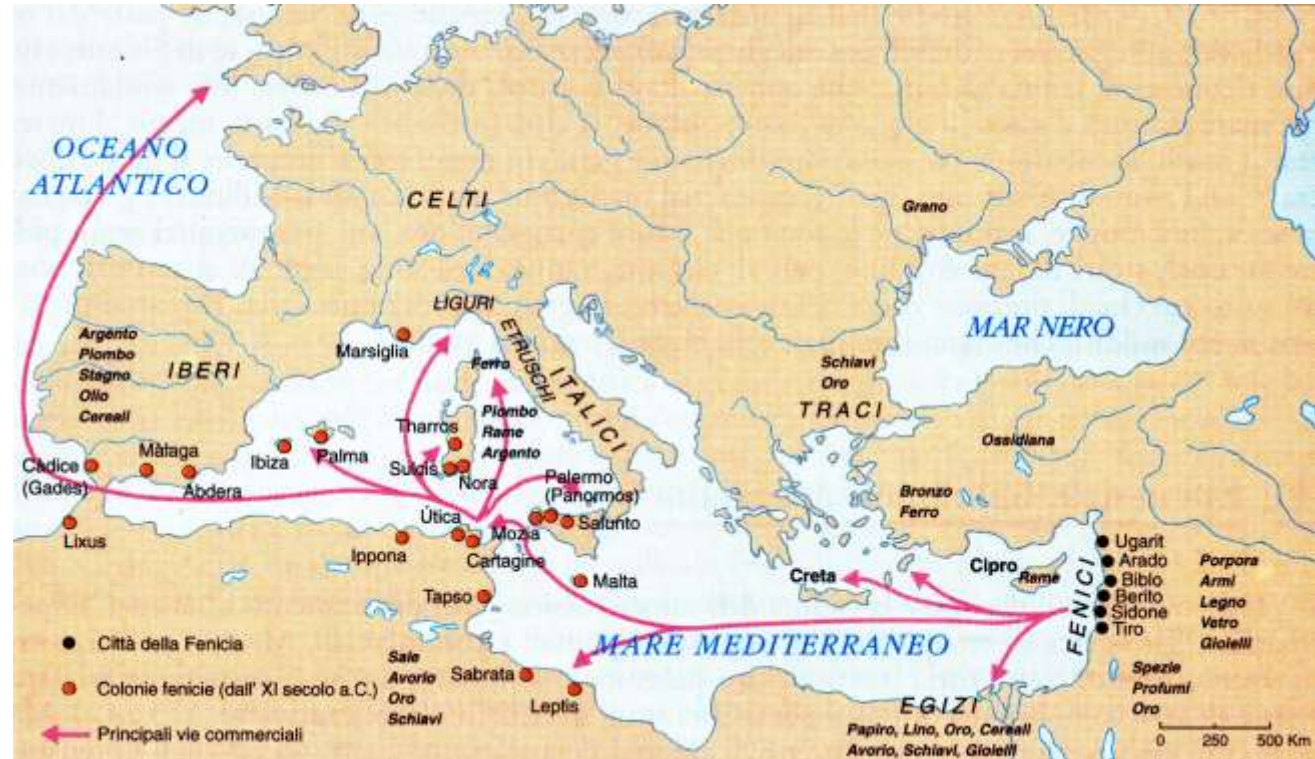 OCEANO
ATLANTICO
CELTI
Grano
LIGURI
MAR NERO
Marsiglia
ETRUSCHI
ITALICI
Ferro
Argento
Piombo
Stagno
Olio
Cereali
IBERI
Schiavi
Oro
TRACI
Piombo
Rame
Argento
Tharros
Ossidiana
Màlaga
Ibiza
Palma
Sulcis
Nora
Palermo
(Panormos)
Càdice
(Gades)
Abdera
Bronzo
Ferro
Útica
Mozia
Solunto
Lixus
Ippona
Cartagine
Ugarit
Arado
Biblo
Berito
Sidone
Tiro
Cipro
Rame
Creta
Malta
FENICI
Porpora
Armi
Legno
Vetro
Gioielli
Tapso
MARE MEDITERRANEO
Città della Fenicia
Colonie fenicie (dall' XI secolo a.C.)
Principali vie commerciali
Sale
Avorio
Oro
Schiavi
Sabrata
Leptis
EGIZI
Papiro, Lino, Oro, Cereali
Avorio, Schiavi, Gioielli
Spezie
Profumi
Oro
0 250 500 Km